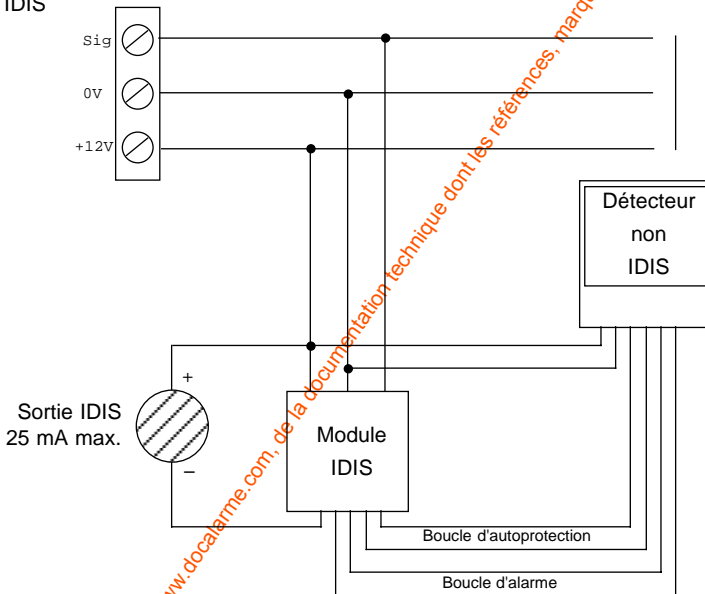 IDIS
Sig
0V
+12V
Détecteur
non
IDIS
+
Sortie IDIS
25 mA max.
–
Module
IDIS
Boucle d'autoprotection
Boucle d'alarme
www.docalarme.com, de la documentation technique dont les références, marq